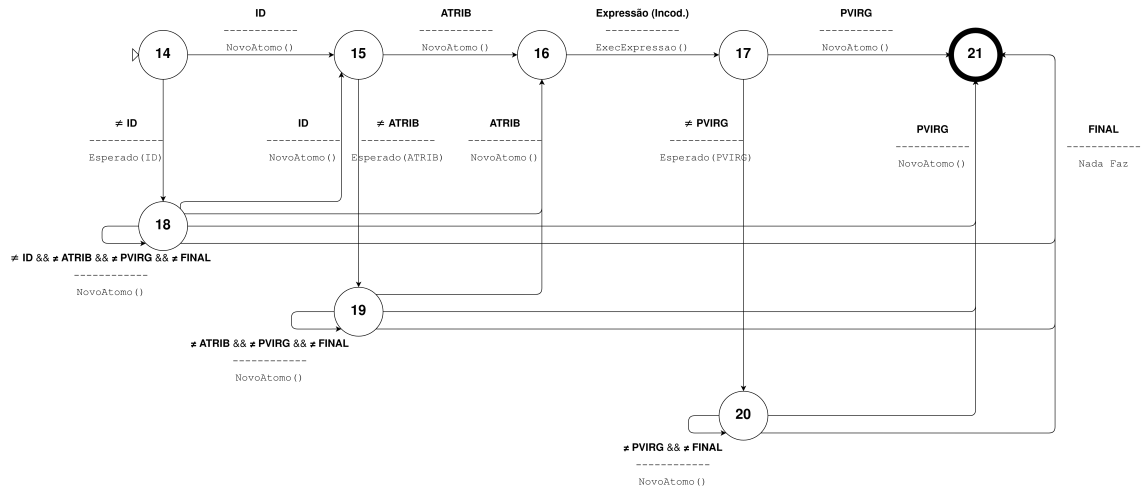 ID
------------
NovoAtomo()
ATRIB
------------
NovoAtomo()
Expressão (Incod.)
------------
ExecExpressao()
PVIRG
------------
NovoAtomo()
14
15
16
17
21
≠ ID
------------
Esperado(ID)
ID
------------
NovoAtomo()
≠ ATRIB
------------
Esperado(ATRIB)
ATRIB
------------
NovoAtomo()
≠ PVIRG
------------
Esperado(PVIRG)
PVIRG
------------
NovoAtomo()
FINAL
------------
Nada Faz
18
≠ ID && ≠ ATRIB && ≠ PVIRG && ≠ FINAL
------------
NovoAtomo()
19
≠ ATRIB && ≠ PVIRG && ≠ FINAL
------------
NovoAtomo()
20
≠ PVIRG && ≠ FINAL
------------
NovoAtomo()